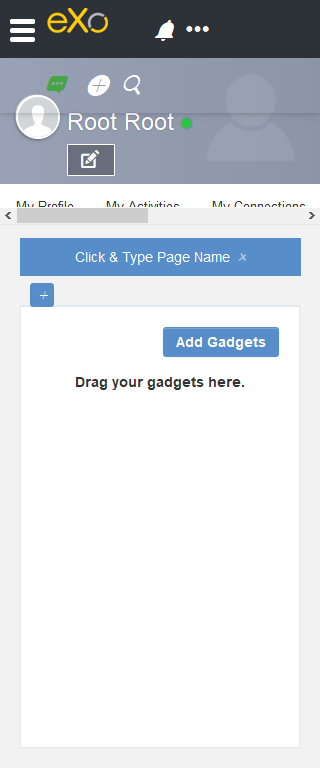 eXo
Root Root
My Profile My Activities My Connections
Click & Type Page Name ×
Add Gadgets
Drag your gadgets here.